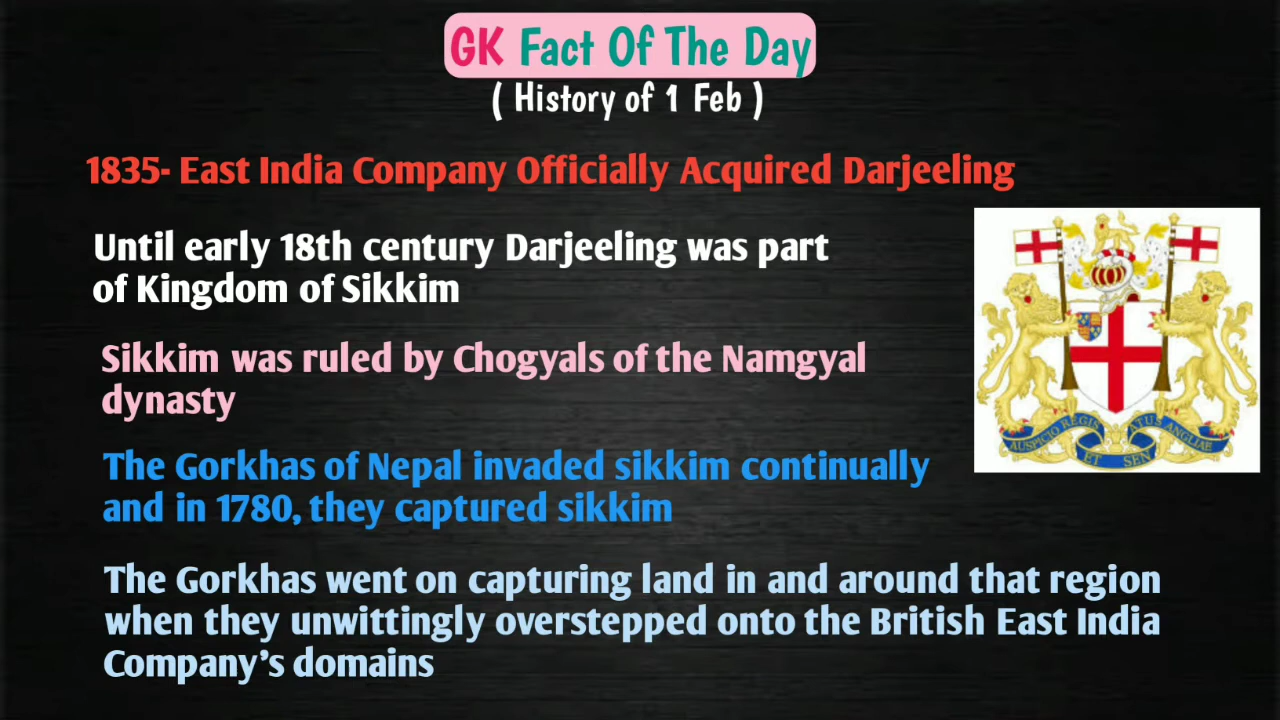 GK Fact Of The Day
( History of 1 Feb )
1835- East India Company Officially Acquired Darjeeling
Until early 18th century Darjeeling was part
of Kingdom of Sikkim
Sikkim was ruled by Chogyals of the Namgyal
dynasty
The Gorkhas of Nepal invaded sikkim continually
and in 1780, they captured sikkim
The Gorkhas went on capturing land in and around that region
when they unwittingly overstepped onto the British East India
Company's domains
AUSPICIO REGIS
ET SEN
ATUS ANGLIAE